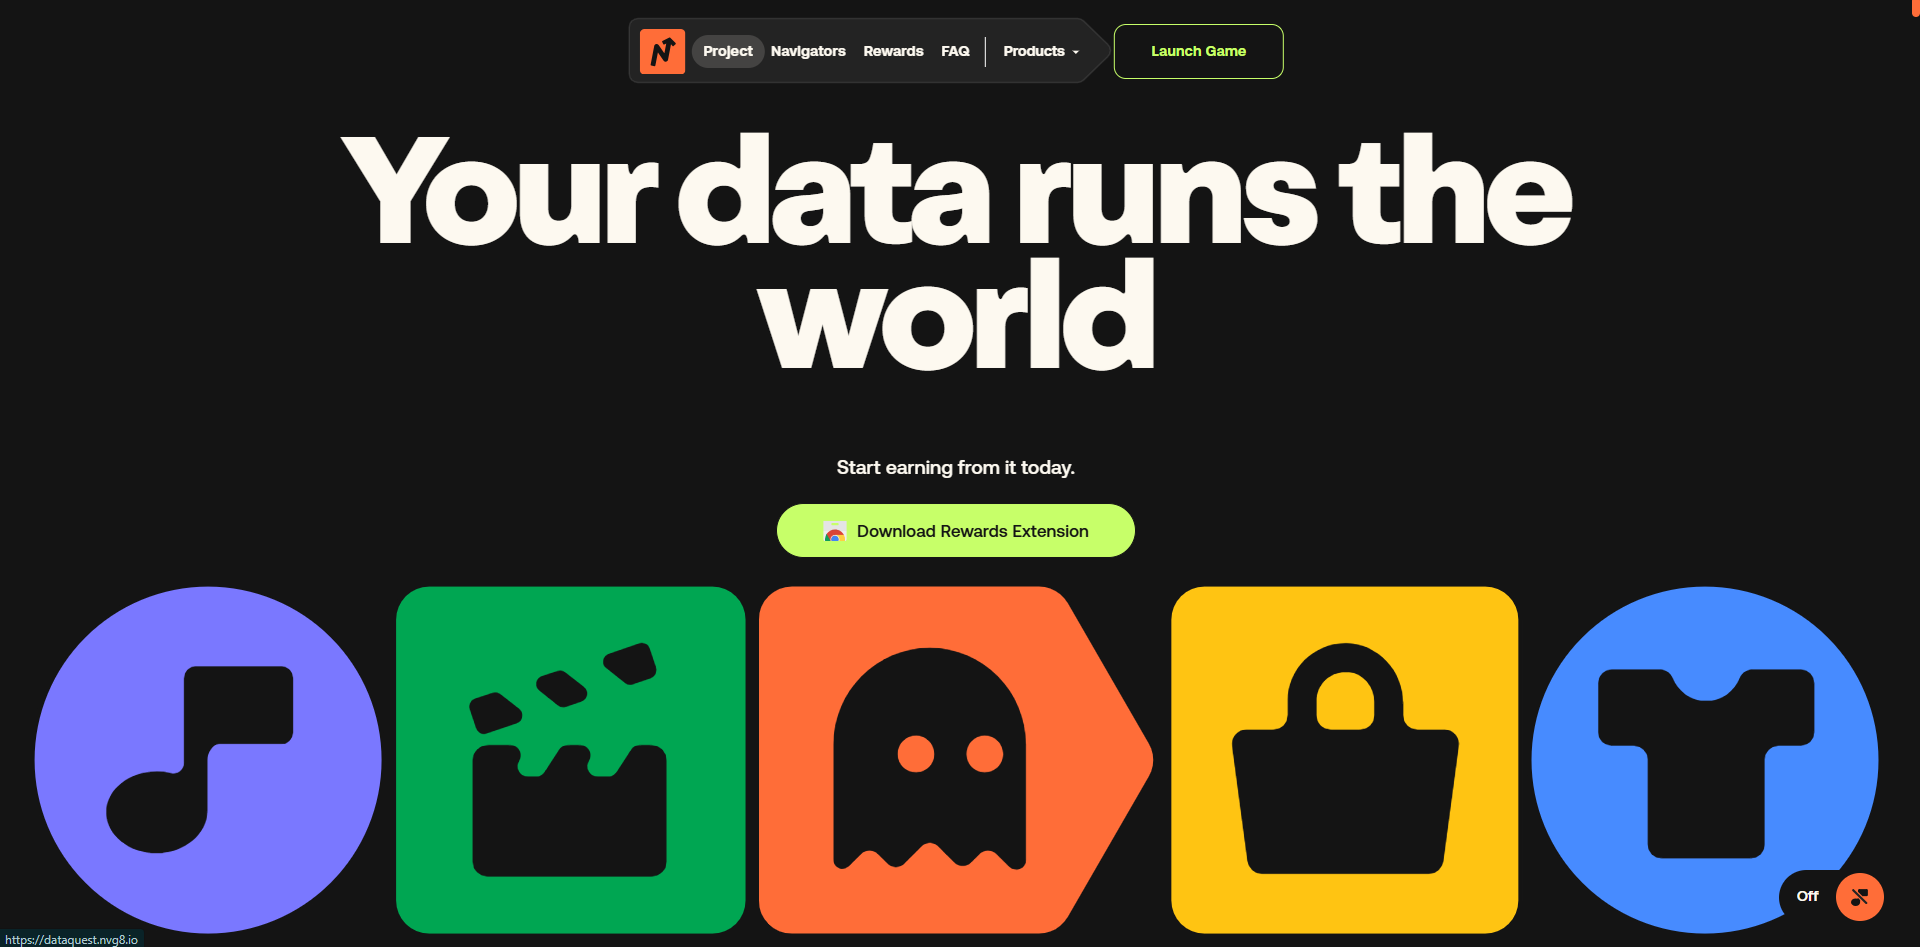 Project Navigators Rewards FAQ Products Launch Game
Your data runs the
world
Start earning from it today.
Download Rewards Extension
Off
https://dataquest.nvg8.io